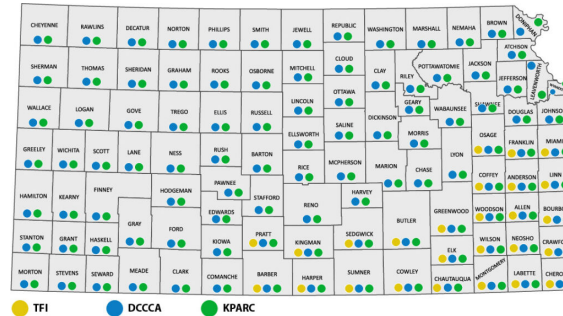 CHEYENNE RAWLINS DECATUR NORTON PHILLIPS SMITH JEWELL REPUBLIC WASHINGTON MARSHALL NEMAHA BROWN DONIPHAN
ATCHISON
SHERMAN THOMAS SHERIDAN GRAHAM ROOKS OSBORNE MITCHELL CLOUD CLAY RILEY POTTAWATOMIE JACKSON JEFFERSON LEAVENWORTH
LINCOLN OTTAWA GEARY WABAUNSEE SHAWNEE DOUGLAS JOHNSO
WALLACE LOGAN GOVE TREGO ELLIS RUSSELL SALINE DICKINSON MORRIS OSAGE FRANKLIN MIAMI
ELLSWORTH
GREELEY WICHITA SCOTT LANE NESS RUSH BARTON RICE MCPHERSON MARION CHASE LYON COFFEY ANDERSON LINN
HAMILTON KEARNY FINNEY HODGEMAN PAWNEE STAFFORD RENO HARVEY BUTLER GREENWOOD WOODSON ALLEN BOURB
EDWARDS
STANTON GRANT HASKELL GRAY FORD KIOWA PRATT KINGMAN SEDGWICK ELK WILSON NEOSHO CRAWFO
MORTON STEVENS SEWARD MEADE CLARK COMANCHE BARBER HARPER SUMNER COWLEY CHAUTAUQUA MONTGOMERY LABETTE CHERO
TFI DCCCA KPARC